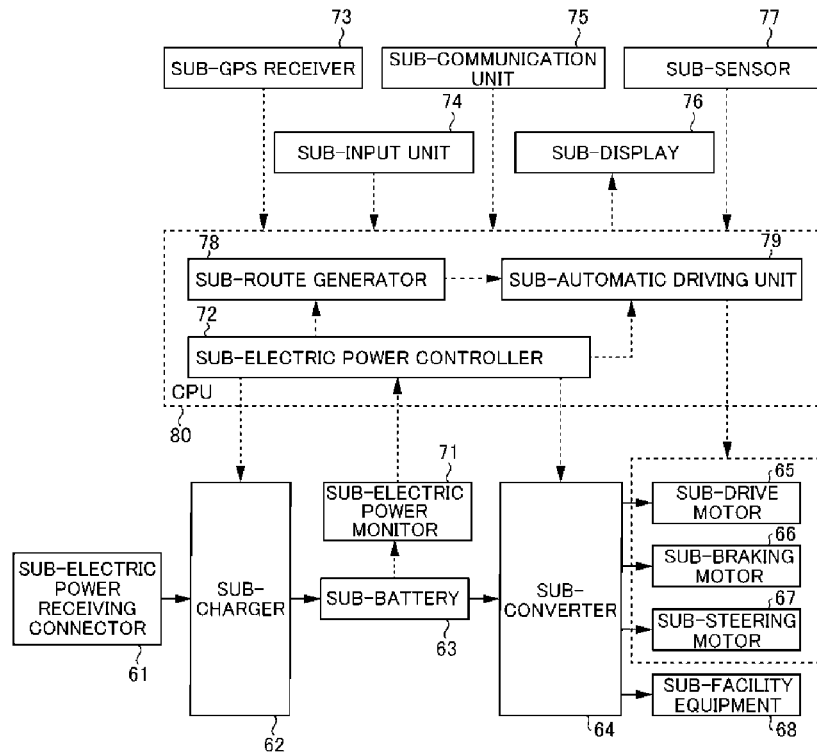 73
75
77
SUB-GPS RECEIVER
SUB-COMMUNICATION
UNIT
SUB-SENSOR
74
76
SUB-INPUT UNIT
SUB-DISPLAY
78
79
SUB-ROUTE GENERATOR
SUB-AUTOMATIC DRIVING UNIT
72
SUB-ELECTRIC POWER CONTROLLER
CPU
80
71
SUB-ELECTRIC
POWER
MONITOR
65
SUB-DRIVE
MOTOR
66
SUB-BRAKING
MOTOR
67
SUB-STEERING
MOTOR
SUB-ELECTRIC
POWER
RECEIVING
CONNECTOR
61
SUB-
CHARGER
62
SUB-BATTERY
63
SUB-
CONVERTER
64
SUB-FACILITY
EQUIPMENT
68